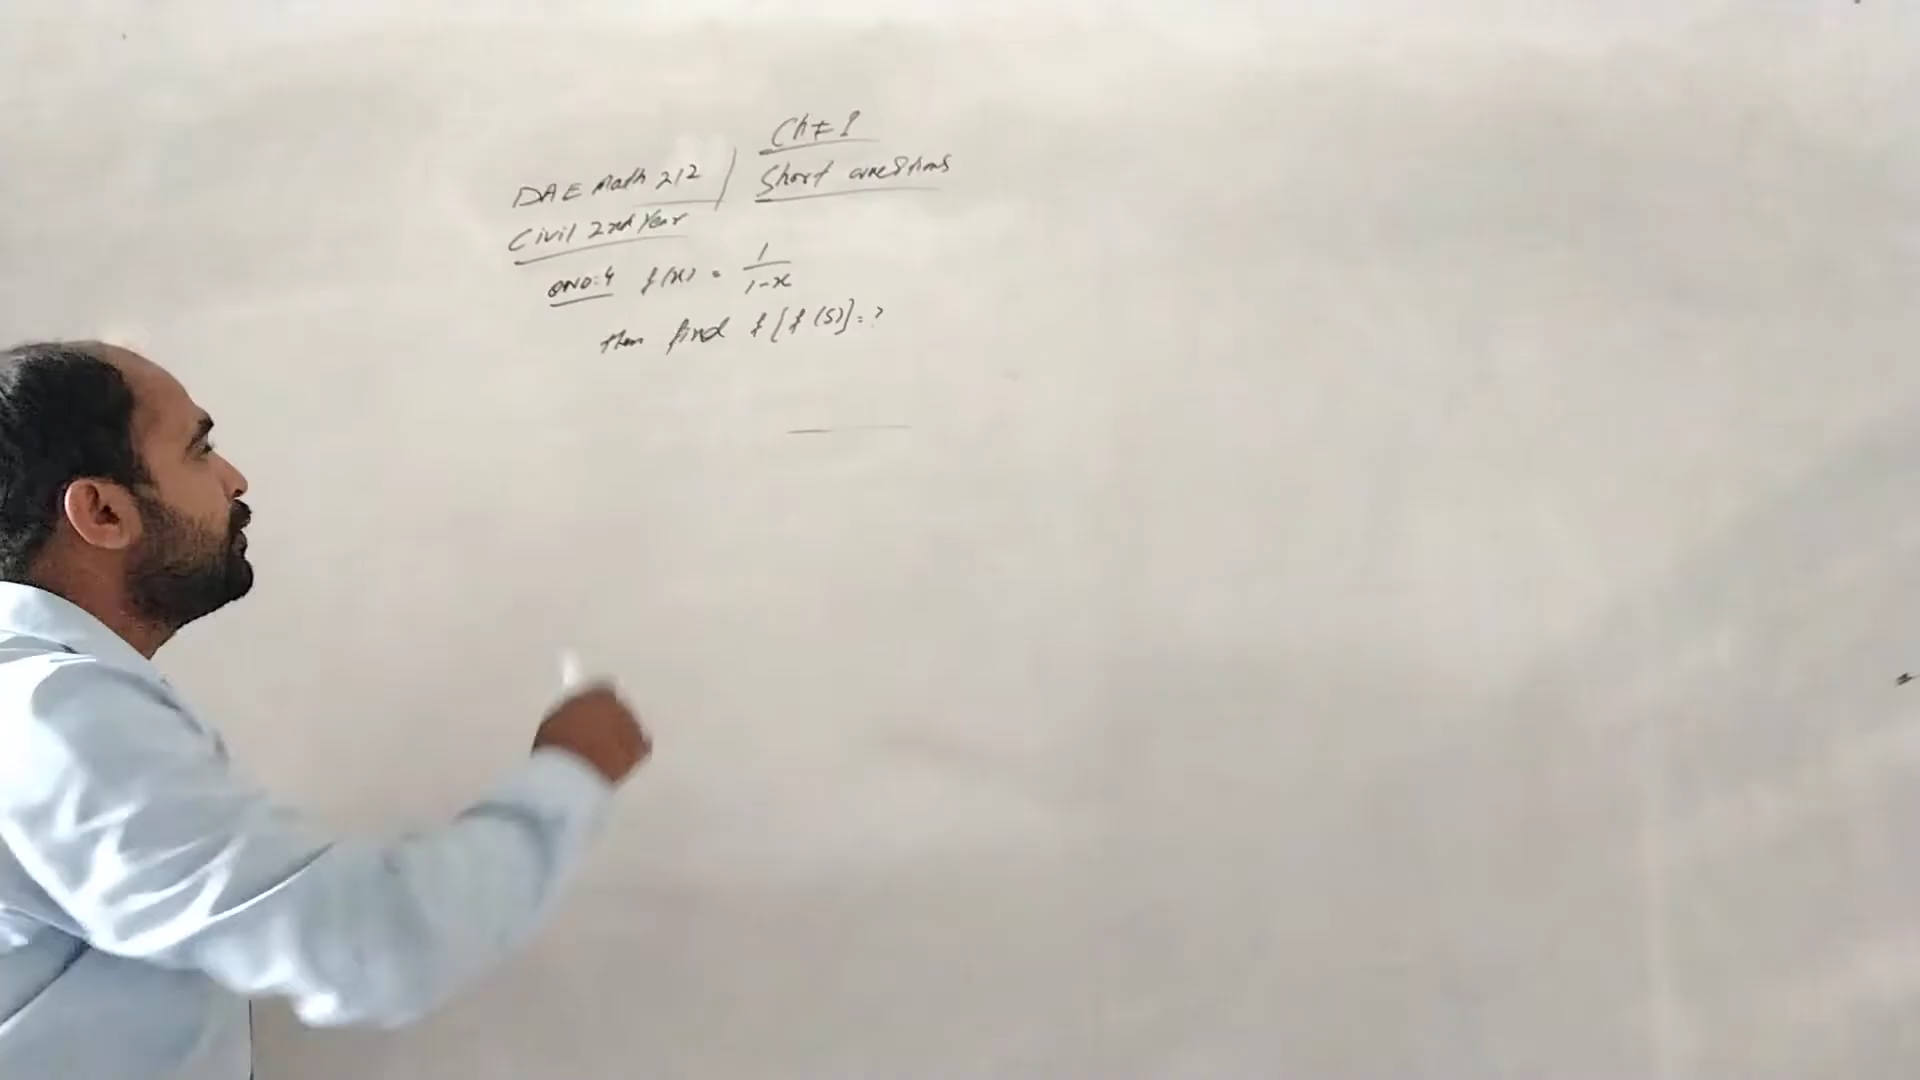 Ch # 1
DAE Math 212
Short questions
Civil 2nd Year
QNO: 4 f(x) = 1/(1-x)
then find f[f(5)] = ?